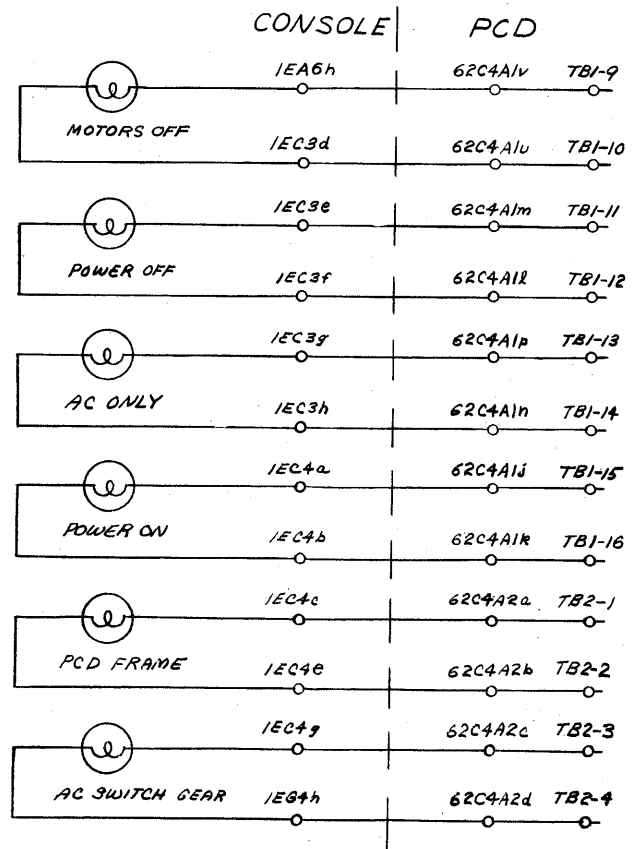 CONSOLE PCD
1EA6h 62C4A1v TB1-9
MOTORS OFF
1EC3d 62C4A1u TB1-10
1EC3e 62C4A1m TB1-11
POWER OFF
1EC3f 62C4A1l TB1-12
1EC3g 62C4A1p TB1-13
AC ONLY
1EC3h 62C4A1n TB1-14
1EC4a 62C4A1j TB1-15
POWER ON
1EC4b 62C4A1k TB1-16
1EC4c 62C4A2a TB2-1
PCD FRAME
1EC4e 62C4A2b TB2-2
1EC4g 62C4A2c TB2-3
AC SWITCH GEAR
1EG4h 62C4A2d TB2-4